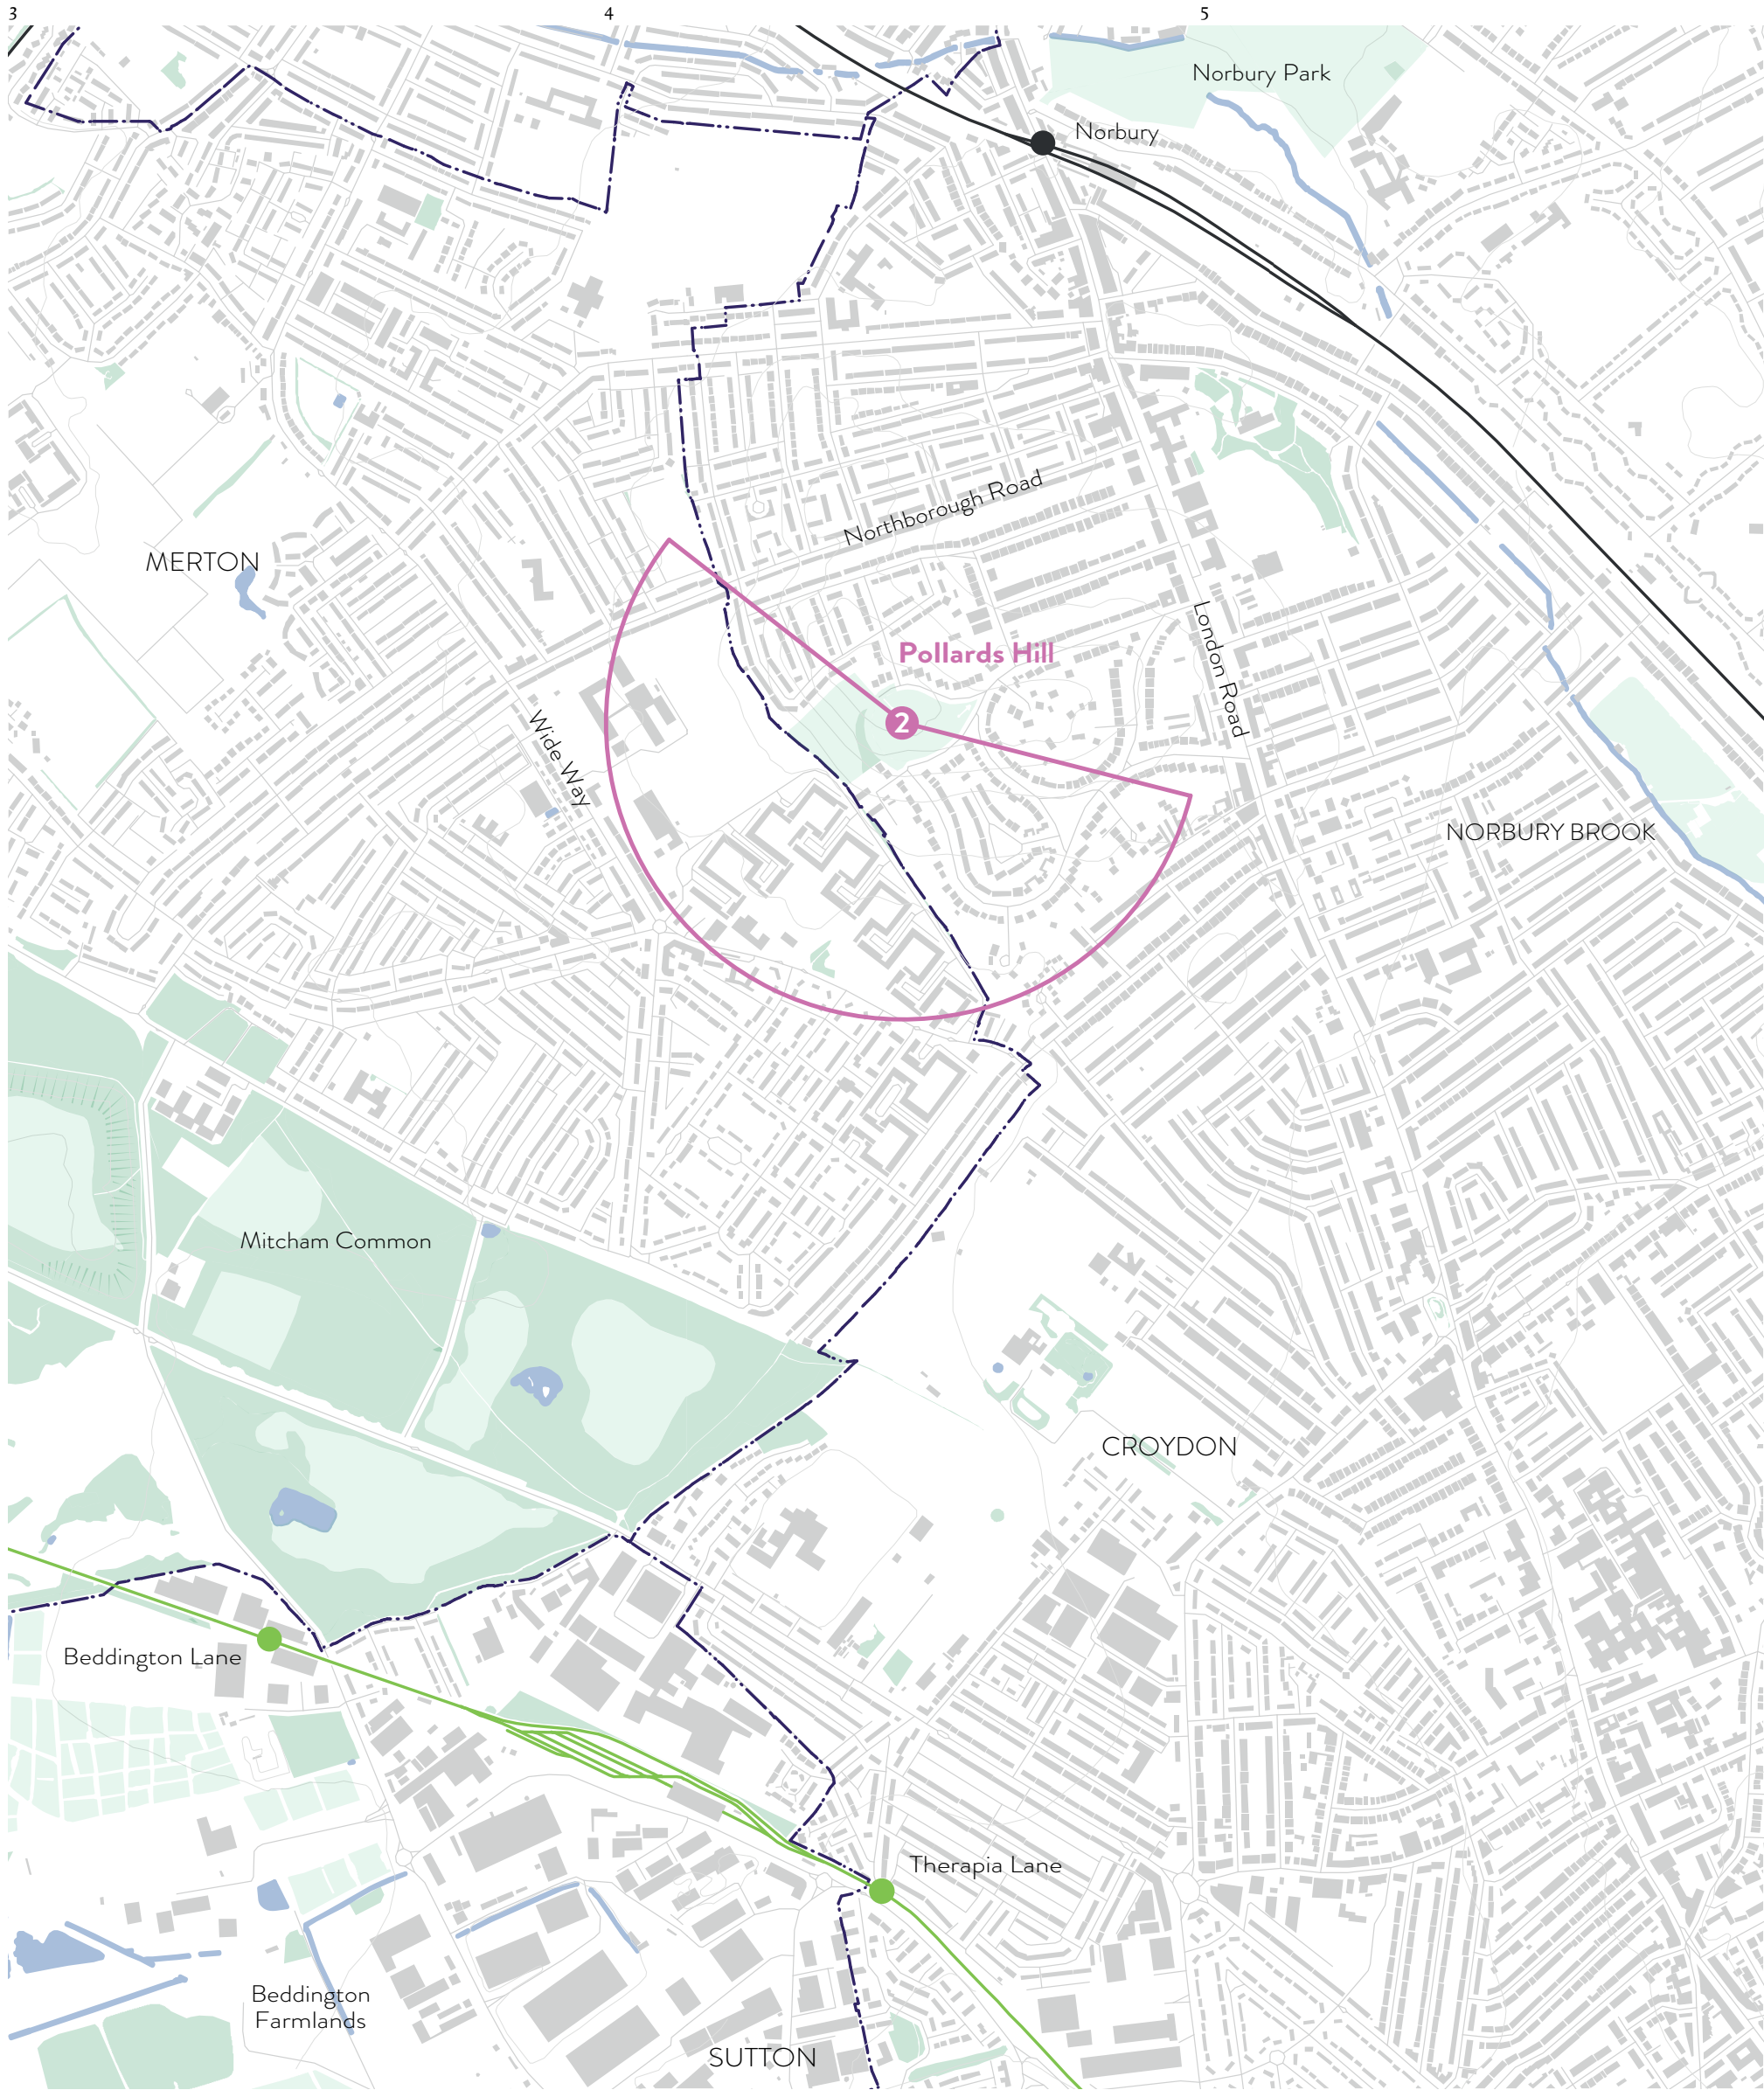 3
4
5
Norbury Park
Norbury
Northborough Road
MERTON
London Road
Pollards Hill
2
Wide Way
NORBURY BROOK
Mitcham Common
CROYDON
Beddington Lane
Therapia Lane
Beddington
Farmlands
SUTTON